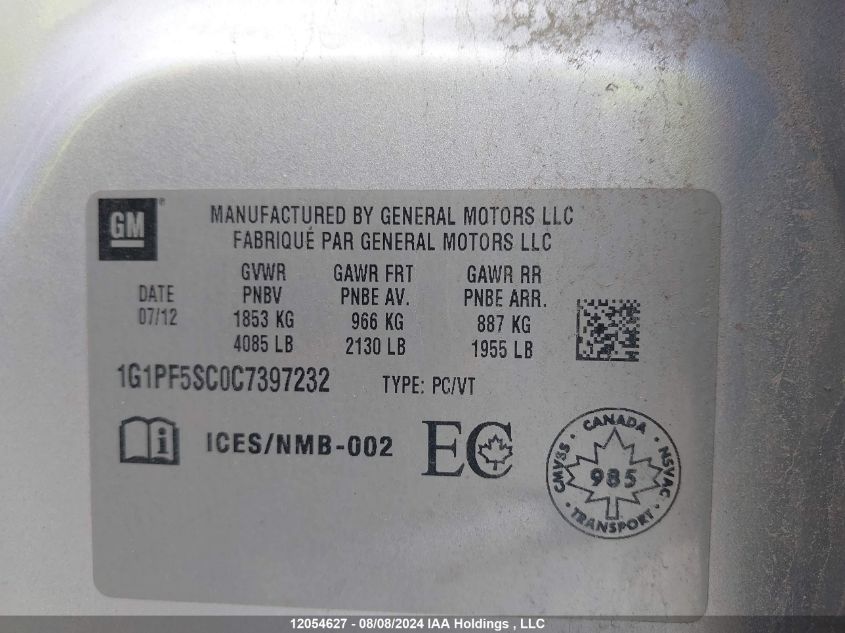 GM
MANUFACTURED BY GENERAL MOTORS LLC
FABRIQUÉ PAR GENERAL MOTORS LLC
GVWR GAWR FRT GAWR RR
DATE PNBV PNBE AV. PNBE ARR.
07/12 1853 KG 966 KG 887 KG
4085 LB 2130 LB 1955 LB
1G1PF5SC0C7397232 TYPE: PC/VT
i ICES/NMB-002 EC
CANADA
CMVSS 985 NSVAC
TRANSPORT
12054627 - 08/08/2024 IAA Holdings , LLC